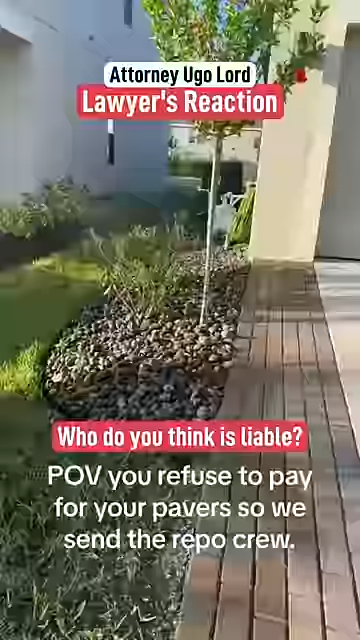 Attorney Ugo Lord
Lawyer's Reaction
Who do you think is liable?
POV you refuse to pay
for your pavers so we
send the repo crew.